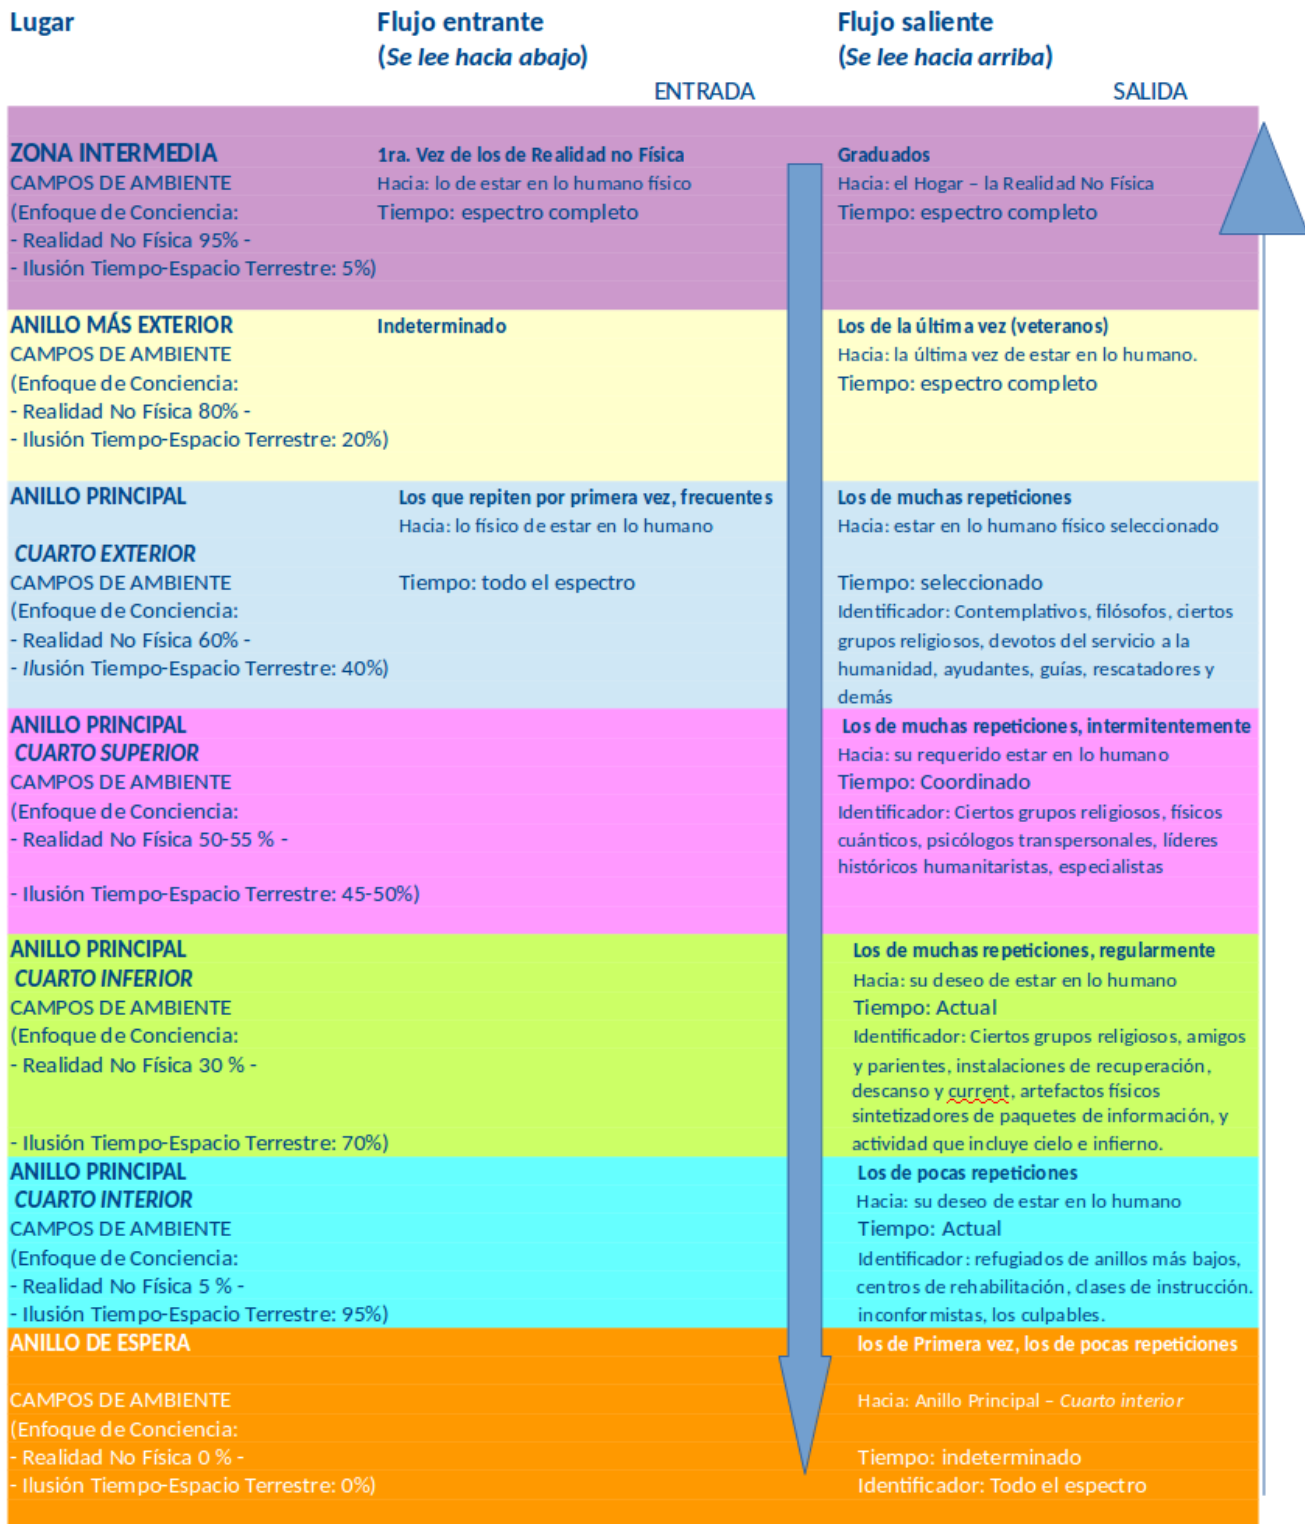 Lugar Flujo entrante Flujo saliente
(Se lee hacia abajo) (Se lee hacia arriba)
ENTRADA SALIDA
ZONA INTERMEDIA 1ra. Vez de los de Realidad no Física Graduados
CAMPOS DE AMBIENTE Hacia: lo de estar en lo humano físico Hacia: el Hogar – la Realidad No Física
(Enfoque de Conciencia: Tiempo: espectro completo Tiempo: espectro completo
- Realidad No Física 95% -
- Ilusión Tiempo-Espacio Terrestre: 5%)
ANILLO MÁS EXTERIOR Indeterminado Los de la última vez (veteranos)
CAMPOS DE AMBIENTE Hacia: la última vez de estar en lo humano.
(Enfoque de Conciencia: Tiempo: espectro completo
- Realidad No Física 80% -
- Ilusión Tiempo-Espacio Terrestre: 20%)
ANILLO PRINCIPAL Los que repiten por primera vez, frecuentes Los de muchas repeticiones
Hacia: lo físico de estar en lo humano Hacia: estar en lo humano físico seleccionado
CUARTO EXTERIOR
CAMPOS DE AMBIENTE Tiempo: todo el espectro Tiempo: seleccionado
(Enfoque de Conciencia: Identificador: Contemplativos, filósofos, ciertos
- Realidad No Física 60% - grupos religiosos, devotos del servicio a la
- Ilusión Tiempo-Espacio Terrestre: 40%) humanidad, ayudantes, guías, rescatadores y
demás
ANILLO PRINCIPAL Los de muchas repeticiones, intermitentemente
CUARTO SUPERIOR Hacia: su requerido estar en lo humano
CAMPOS DE AMBIENTE Tiempo: Coordinado
(Enfoque de Conciencia: Identificador: Ciertos grupos religiosos, físicos
- Realidad No Física 50-55 % - cuánticos, psicólogos transpersonales, líderes
históricos humanitaristas, especialistas
- Ilusión Tiempo-Espacio Terrestre: 45-50%)
ANILLO PRINCIPAL Los de muchas repeticiones, regularmente
CUARTO INFERIOR Hacia: su deseo de estar en lo humano
CAMPOS DE AMBIENTE Tiempo: Actual
(Enfoque de Conciencia: Identificador: Ciertos grupos religiosos, amigos
- Realidad No Física 30 % - y parientes, instalaciones de recuperación,
descanso y current, artefactos físicos
sintetizadores de paquetes de información, y
- Ilusión Tiempo-Espacio Terrestre: 70%) actividad que incluye cielo e infierno.
ANILLO PRINCIPAL Los de pocas repeticiones
CUARTO INTERIOR Hacia: su deseo de estar en lo humano
CAMPOS DE AMBIENTE Tiempo: Actual
(Enfoque de Conciencia: Identificador: refugiados de anillos más bajos,
- Realidad No Física 5 % - centros de rehabilitación, clases de instrucción.
- Ilusión Tiempo-Espacio Terrestre: 95%) inconformistas, los culpables.
ANILLO DE ESPERA los de Primera vez, los de pocas repeticiones
CAMPOS DE AMBIENTE Hacia: Anillo Principal – Cuarto interior
(Enfoque de Conciencia:
- Realidad No Física 0 % - Tiempo: indeterminado
- Ilusión Tiempo-Espacio Terrestre: 0%) Identificador: Todo el espectro